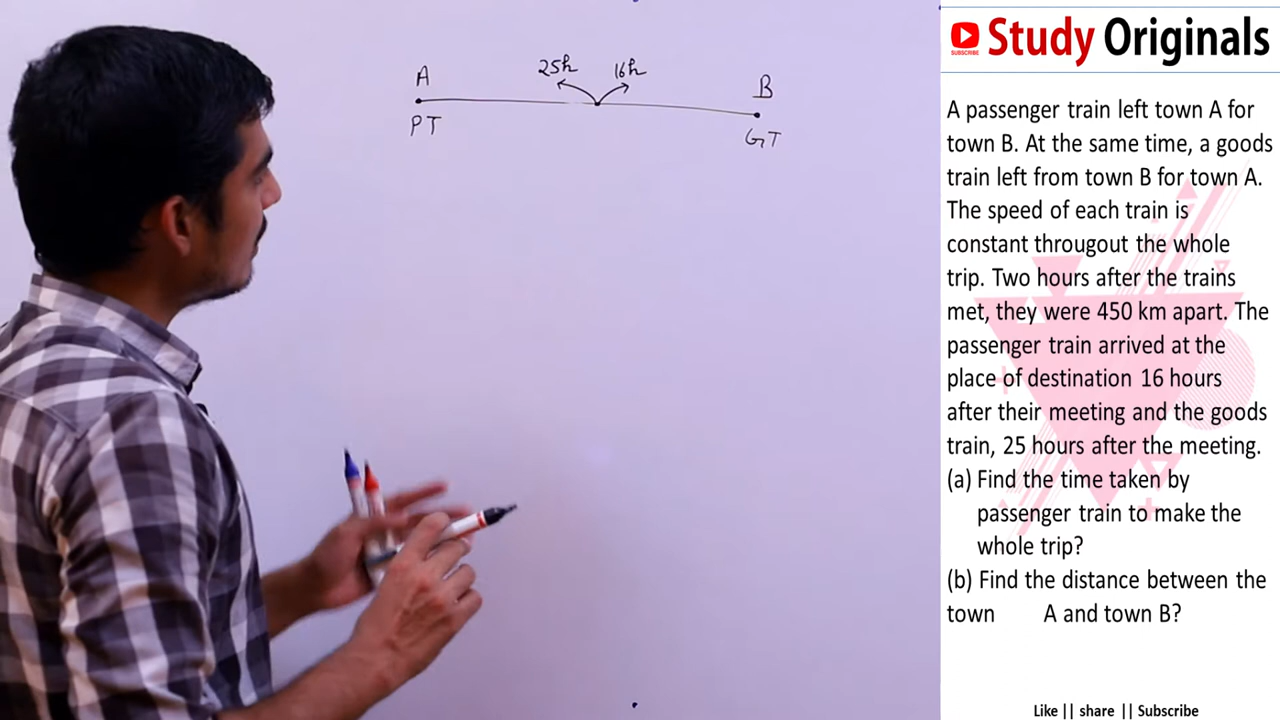 A 25h 16h B
PT GT
SUBSCRIBE
Study Originals
A passenger train left town A for
town B. At the same time, a goods
train left from town B for town A.
The speed of each train is
constant througout the whole
trip. Two hours after the trains
met, they were 450 km apart. The
passenger train arrived at the
place of destination 16 hours
after their meeting and the goods
train, 25 hours after the meeting.
(a) Find the time taken by
passenger train to make the
whole trip?
(b) Find the distance between the
town A and town B?
Like || share || Subscribe